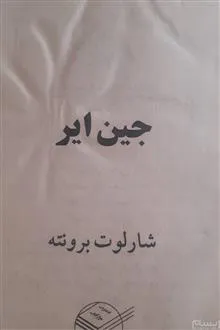 جین ایر
شارلوت برونته